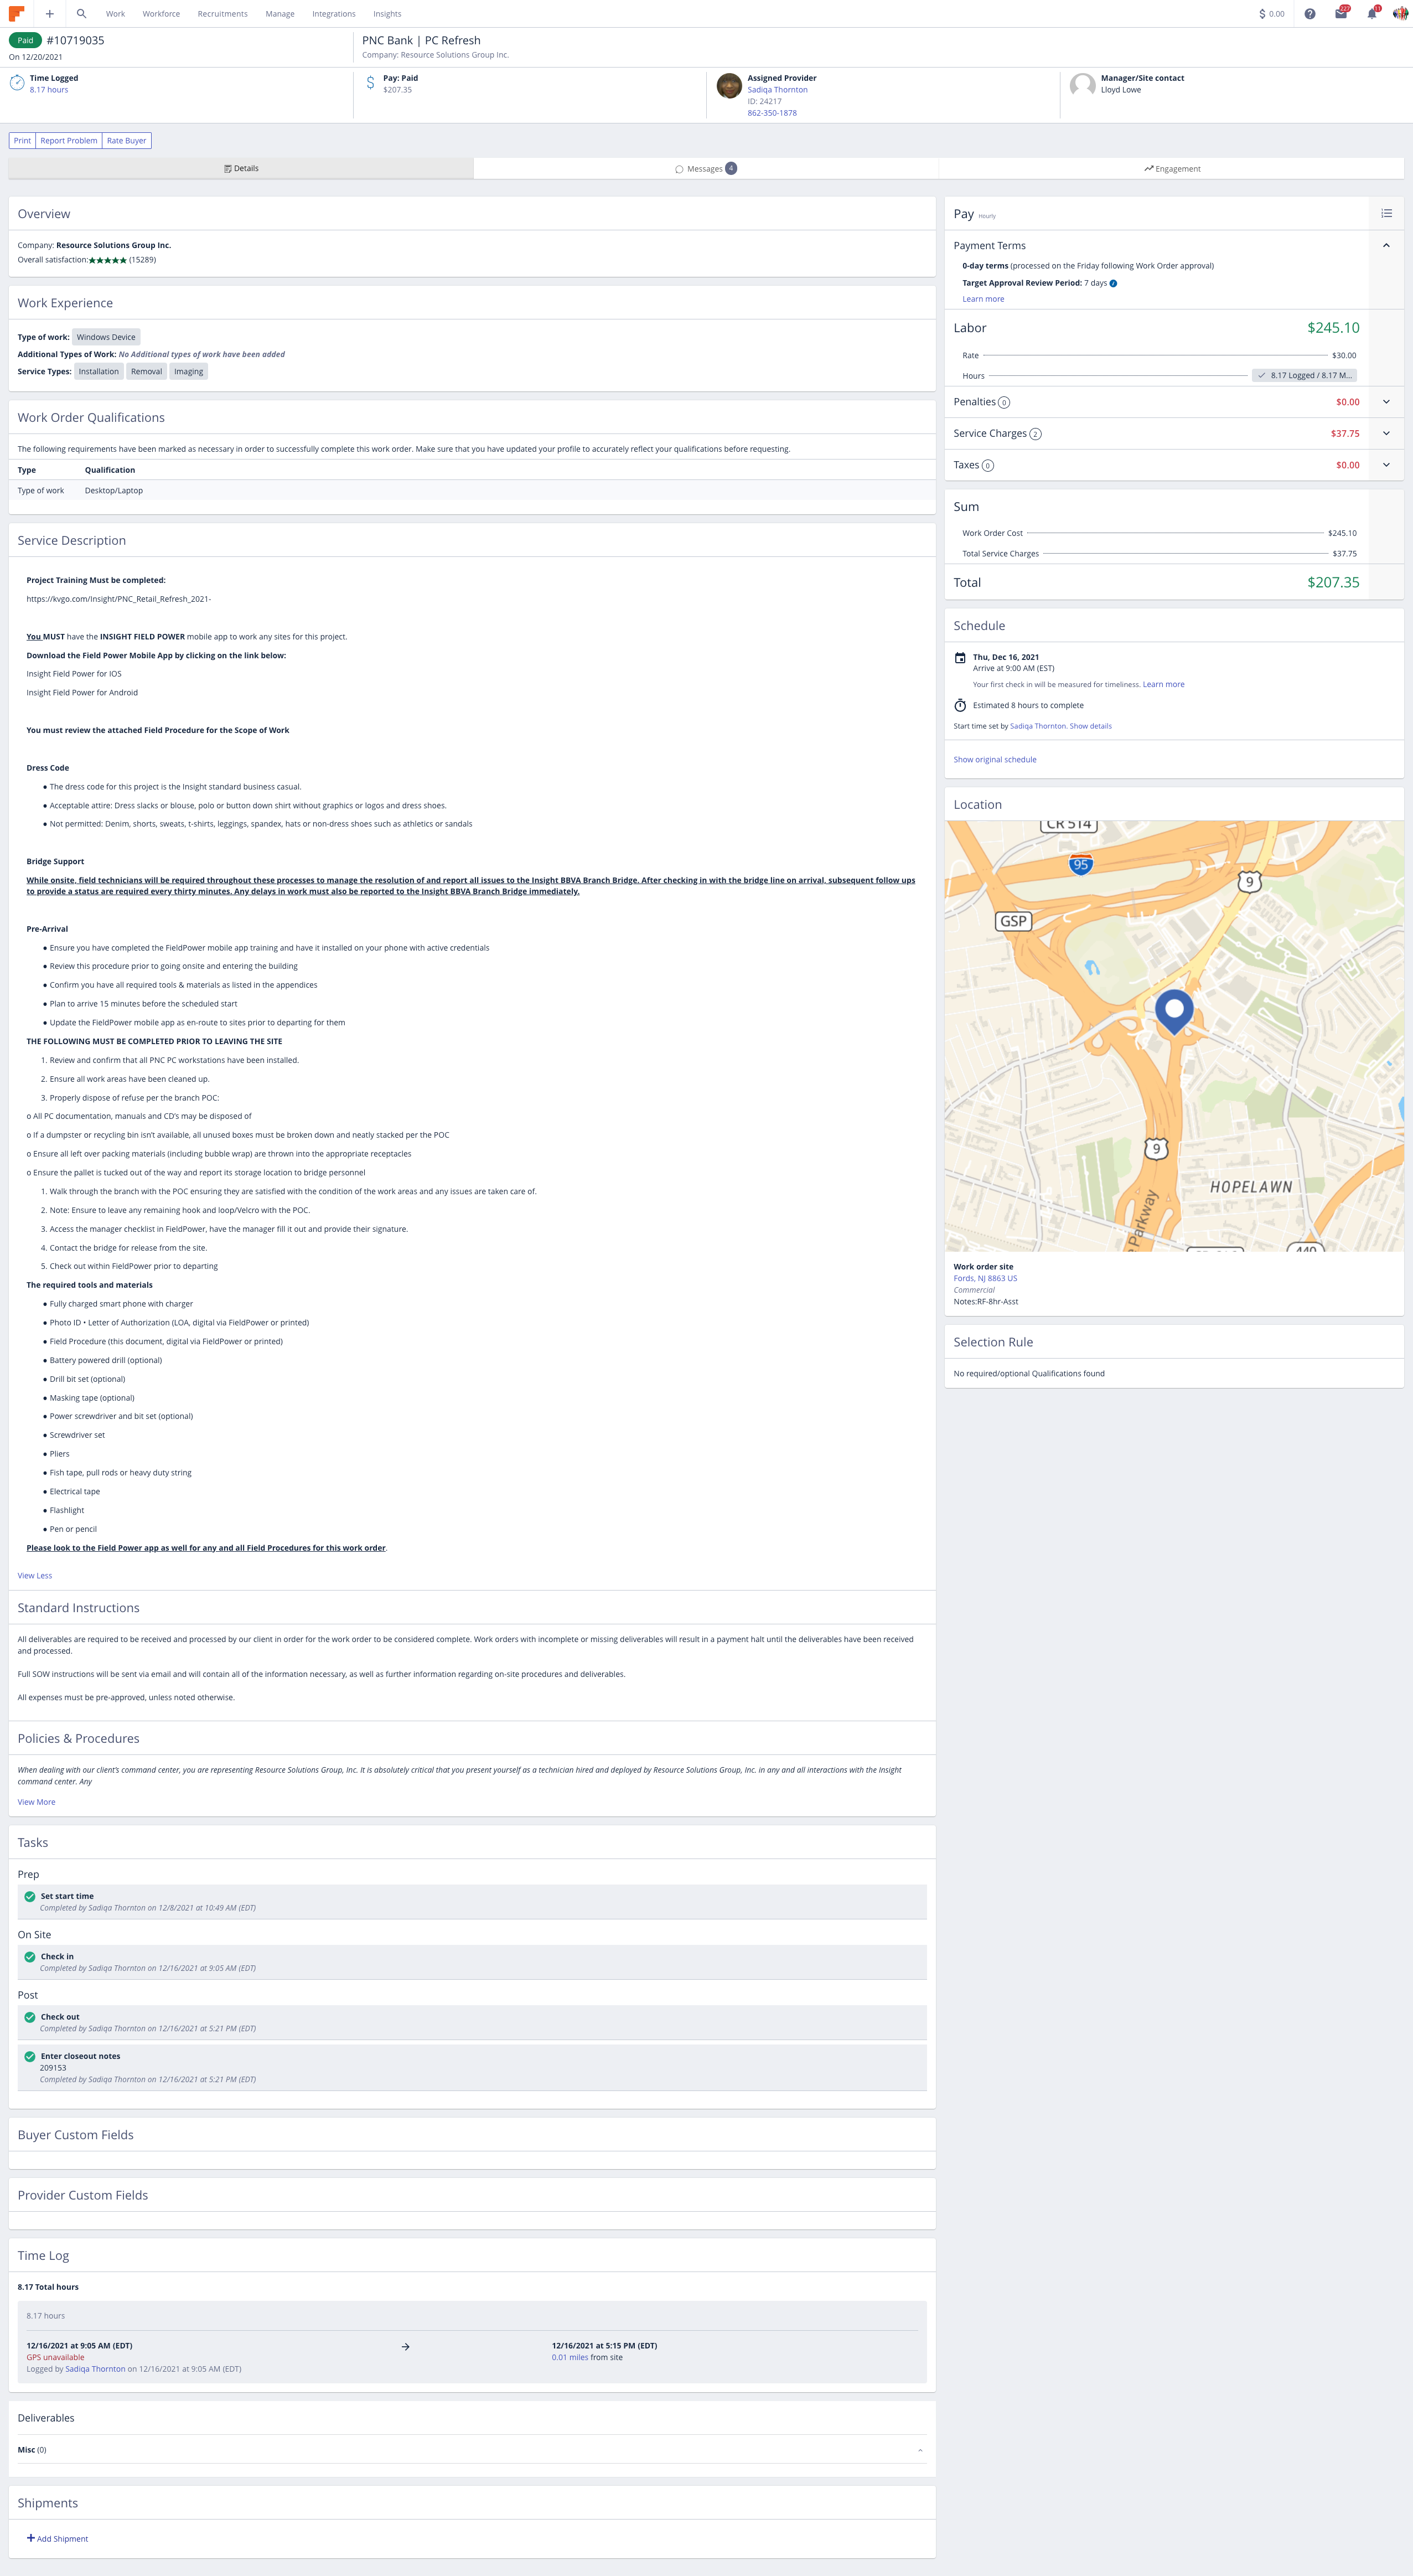 Work Workforce Recruitments Manage Integrations Insights
0.00
Paid #10719035
On 12/20/2021
PNC Bank | PC Refresh
Company: Resource Solutions Group Inc.
Time Logged
8.17 hours
Pay: Paid
$207.35
Assigned Provider
Sadiqa Thornton
ID: 24217
862-350-1878
Manager/Site contact
Lloyd Lowe
Print Report Problem Rate Buyer
Details
Messages 4
Engagement
Overview
Company: Resource Solutions Group Inc.
Overall satisfaction:★★★★★ (15289)
Work Experience
Type of work: Windows Device
Additional Types of Work: No Additional types of work have been added
Service Types: Installation Removal Imaging
Work Order Qualifications
The following requirements have been marked as necessary in order to successfully complete this work order. Make sure that you have updated your profile to accurately reflect your qualifications before requesting.
Type Qualification
Type of work Desktop/Laptop
Service Description
Project Training Must be completed:
https://kvgo.com/Insight/PNC_Retail_Refresh_2021-
You MUST have the INSIGHT FIELD POWER mobile app to work any sites for this project.
Download the Field Power Mobile App by clicking on the link below:
Insight Field Power for IOS
Insight Field Power for Android
You must review the attached Field Procedure for the Scope of Work
Dress Code
● The dress code for this project is the Insight standard business casual.
● Acceptable attire: Dress slacks or blouse, polo or button down shirt without graphics or logos and dress shoes.
● Not permitted: Denim, shorts, sweats, t-shirts, leggings, spandex, hats or non-dress shoes such as athletics or sandals
Bridge Support
While onsite, field technicians will be required throughout these processes to manage the resolution of and report all issues to the Insight BBVA Branch Bridge. After checking in with the bridge line on arrival, subsequent follow ups
to provide a status are required every thirty minutes. Any delays in work must also be reported to the Insight BBVA Branch Bridge immediately.
Pre-Arrival
● Ensure you have completed the FieldPower mobile app training and have it installed on your phone with active credentials
● Review this procedure prior to going onsite and entering the building
● Confirm you have all required tools & materials as listed in the appendices
● Plan to arrive 15 minutes before the scheduled start
● Update the FieldPower mobile app as en-route to sites prior to departing for them
THE FOLLOWING MUST BE COMPLETED PRIOR TO LEAVING THE SITE
1. Review and confirm that all PNC PC workstations have been installed.
2. Ensure all work areas have been cleaned up.
3. Properly dispose of refuse per the branch POC:
o All PC documentation, manuals and CD's may be disposed of
o If a dumpster or recycling bin isn't available, all unused boxes must be broken down and neatly stacked per the POC
o Ensure all left over packing materials (including bubble wrap) are thrown into the appropriate receptacles
o Ensure the pallet is tucked out of the way and report its storage location to bridge personnel
1. Walk through the branch with the POC ensuring they are satisfied with the condition of the work areas and any issues are taken care of.
2. Note: Ensure to leave any remaining hook and loop/Velcro with the POC.
3. Access the manager checklist in FieldPower, have the manager fill it out and provide their signature.
4. Contact the bridge for release from the site.
5. Check out within FieldPower prior to departing
The required tools and materials
● Fully charged smart phone with charger
● Photo ID • Letter of Authorization (LOA, digital via FieldPower or printed)
● Field Procedure (this document, digital via FieldPower or printed)
● Battery powered drill (optional)
● Drill bit set (optional)
● Masking tape (optional)
● Power screwdriver and bit set (optional)
● Screwdriver set
● Pliers
● Fish tape, pull rods or heavy duty string
● Electrical tape
● Flashlight
● Pen or pencil
Please look to the Field Power app as well for any and all Field Procedures for this work order.
View Less
Standard Instructions
All deliverables are required to be received and processed by our client in order for the work order to be considered complete. Work orders with incomplete or missing deliverables will result in a payment halt until the deliverables have been received
and processed.
Full SOW instructions will be sent via email and will contain all of the information necessary, as well as further information regarding on-site procedures and deliverables.
All expenses must be pre-approved, unless noted otherwise.
Policies & Procedures
When dealing with our client's command center, you are representing Resource Solutions Group, Inc. It is absolutely critical that you present yourself as a technician hired and deployed by Resource Solutions Group, Inc. in any and all interactions with the Insight
command center. Any
View More
Tasks
Prep
Set start time
Completed by Sadiqa Thornton on 12/8/2021 at 10:49 AM (EDT)
On Site
Check in
Completed by Sadiqa Thornton on 12/16/2021 at 9:05 AM (EDT)
Post
Check out
Completed by Sadiqa Thornton on 12/16/2021 at 5:21 PM (EDT)
Enter closeout notes
209153
Completed by Sadiqa Thornton on 12/16/2021 at 5:21 PM (EDT)
Buyer Custom Fields
Provider Custom Fields
Time Log
8.17 Total hours
8.17 hours
12/16/2021 at 9:05 AM (EDT)
GPS unavailable
Logged by Sadiqa Thornton on 12/16/2021 at 9:05 AM (EDT)
12/16/2021 at 5:15 PM (EDT)
0.01 miles from site
Deliverables
Misc (0)
Shipments
Add Shipment
Pay Hourly
Payment Terms
0-day terms (processed on the Friday following Work Order approval)
Target Approval Review Period: 7 days
Learn more
Labor $245.10
Rate $30.00
Hours 8.17 Logged / 8.17 M...
Penalties 0 $0.00
Service Charges 2 $37.75
Taxes 0 $0.00
Sum
Work Order Cost $245.10
Total Service Charges $37.75
Total $207.35
Schedule
Thu, Dec 16, 2021
Arrive at 9:00 AM (EST)
Your first check in will be measured for timeliness. Learn more
Estimated 8 hours to complete
Start time set by Sadiqa Thornton. Show details
Show original schedule
Location
CR 514
95
9
GSP
9
HOPELAWN
Parkway
440
Work order site
Fords, NJ 8863 US
Commercial
Notes:RF-8hr-Asst
Selection Rule
No required/optional Qualifications found